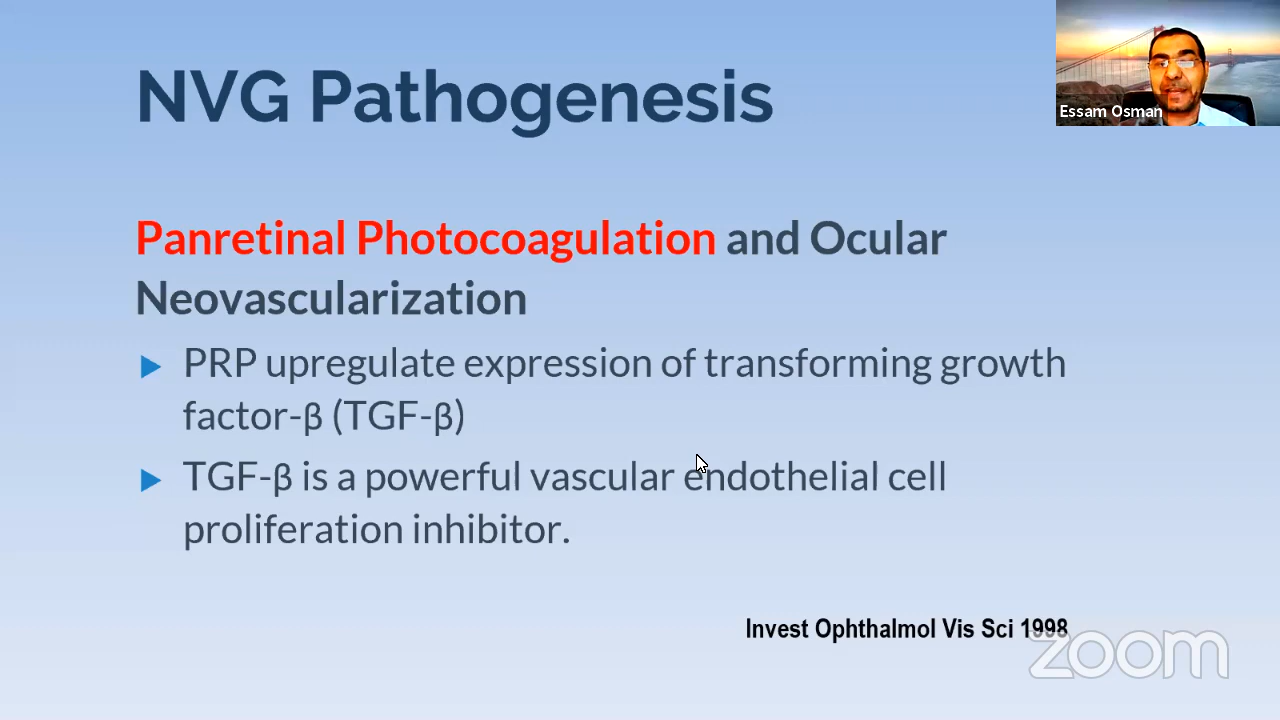 NVG Pathogenesis
Essam Osman
Panretinal Photocoagulation and Ocular
Neovascularization
PRP upregulate expression of transforming growth
factor-β (TGF-β)
TGF-β is a powerful vascular endothelial cell
proliferation inhibitor.
Invest Ophthalmol Vis Sci 1998
zoom